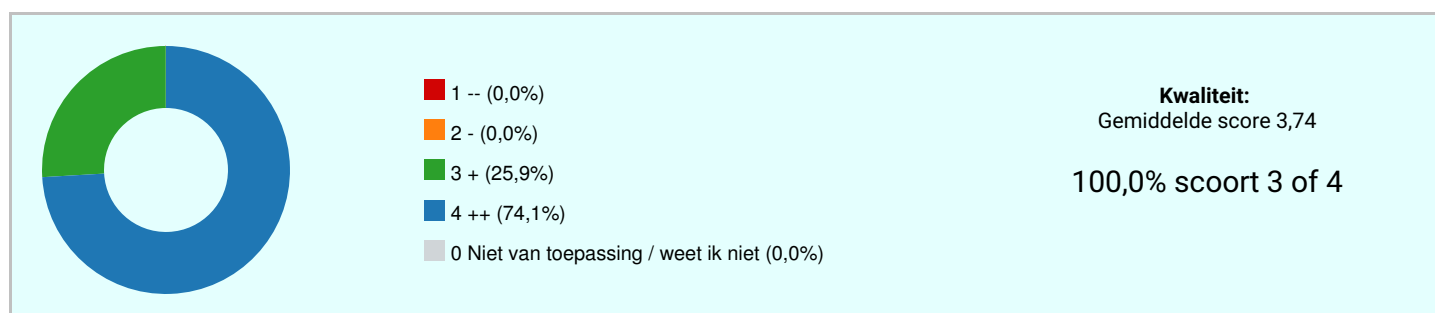 1 -- (0,0%)
2 - (0,0%)
3 + (25,9%)
4 ++ (74,1%)
0 Niet van toepassing / weet ik niet (0,0%)
Kwaliteit:
Gemiddelde score 3,74
100,0% scoort 3 of 4